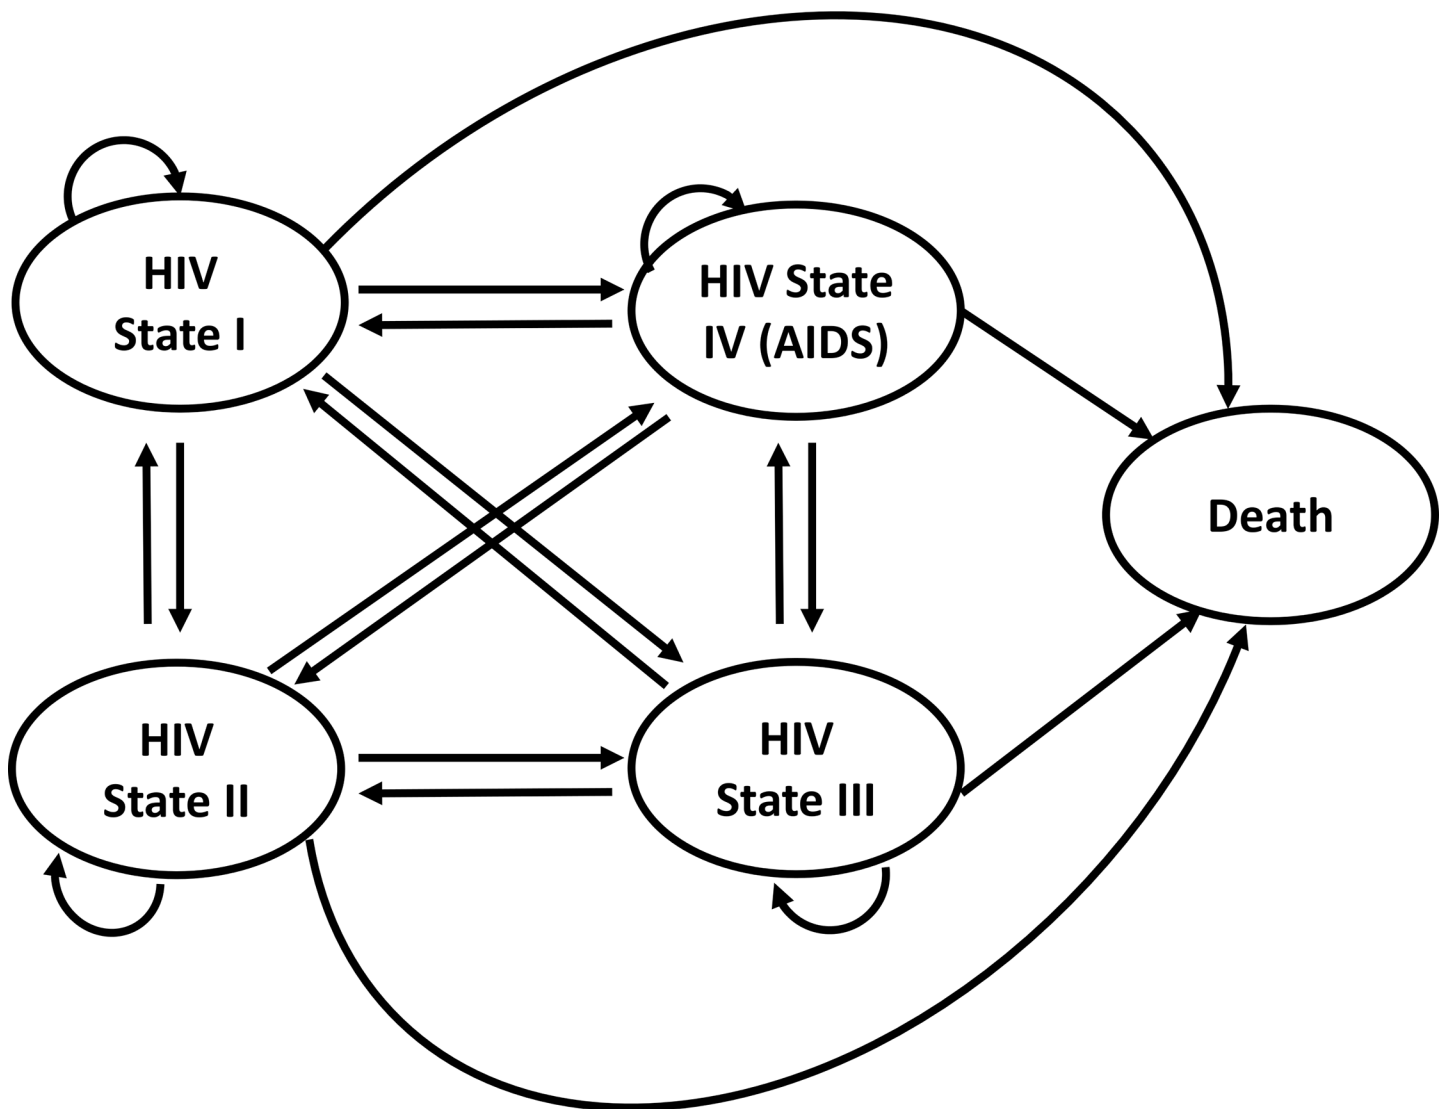 HIV
State I
HIV State
IV (AIDS)
Death
HIV
State II
HIV
State III